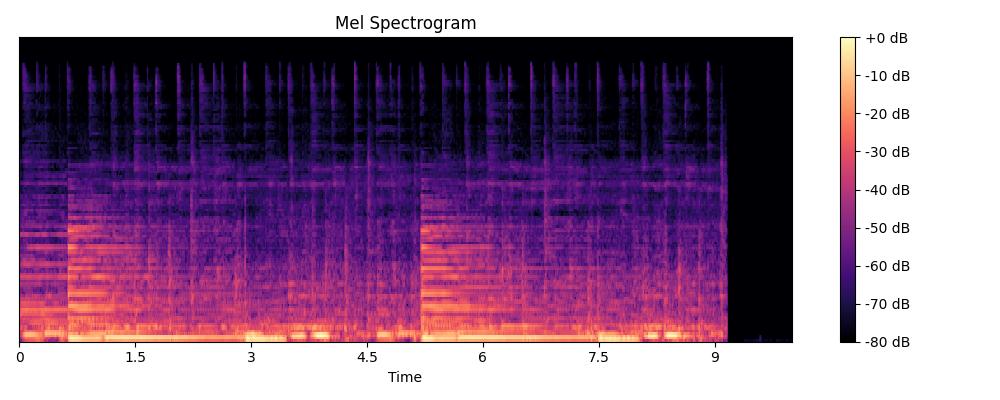 Mel Spectrogram
+0 dB
-10 dB
-20 dB
-30 dB
-40 dB
-50 dB
-60 dB
-70 dB
-80 dB
0 1.5 3 4.5 6 7.5 9
Time